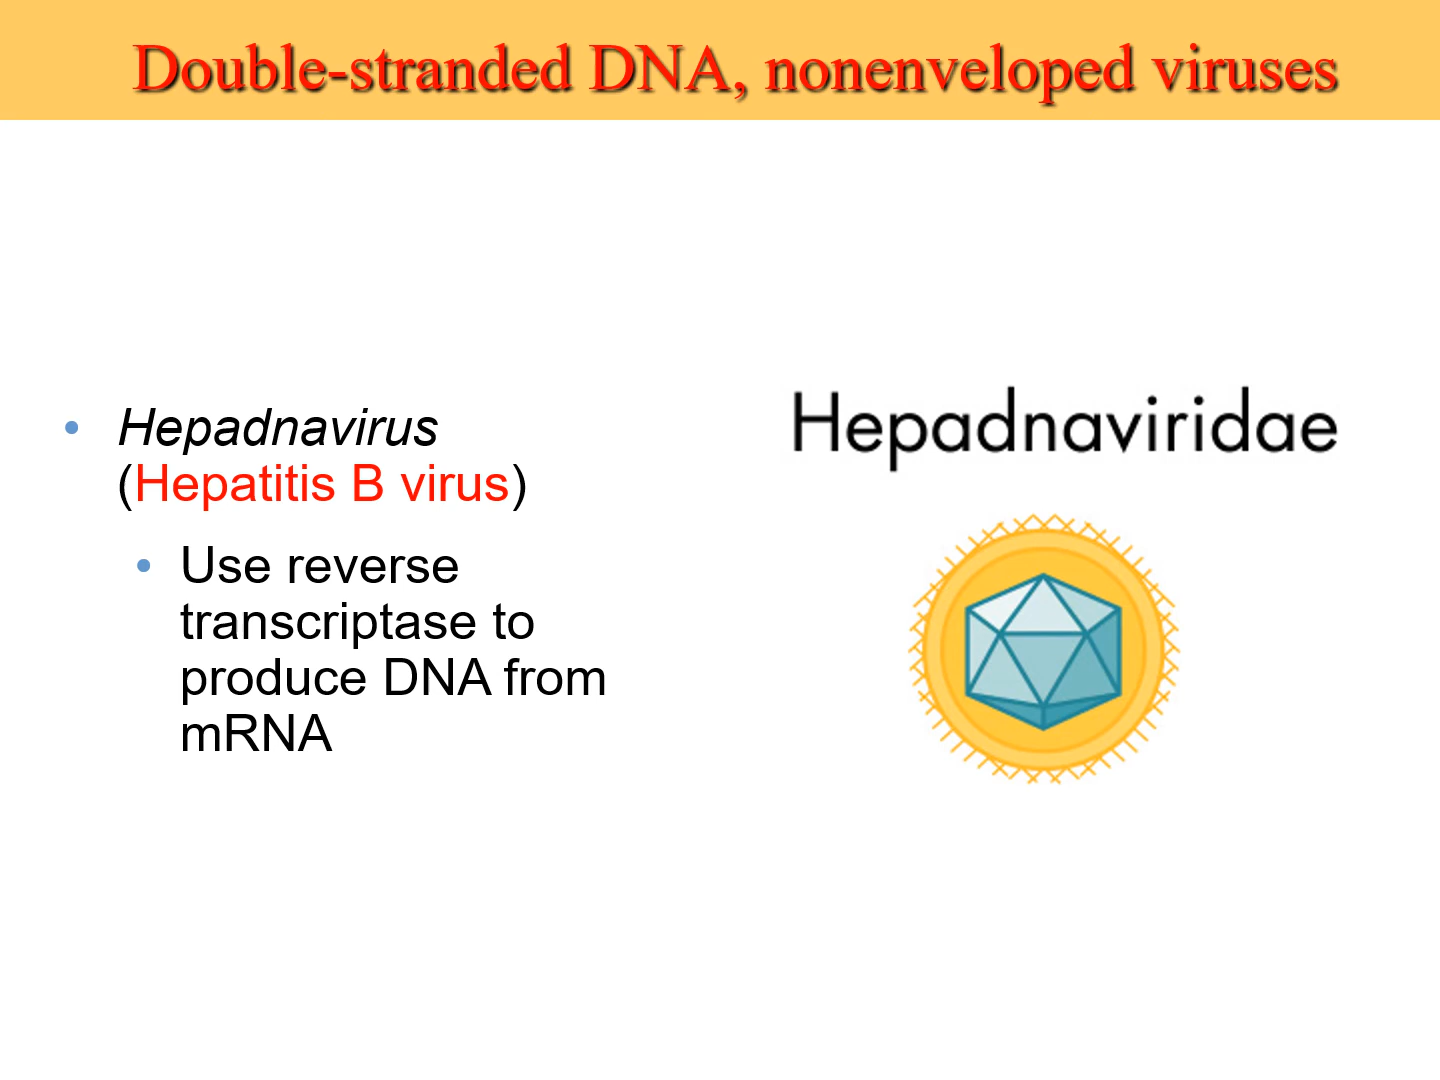 Double-stranded DNA, nonenveloped viruses
• Hepadnavirus
(Hepatitis B virus)
• Use reverse
transcriptase to
produce DNA from
mRNA
Hepadnaviridae